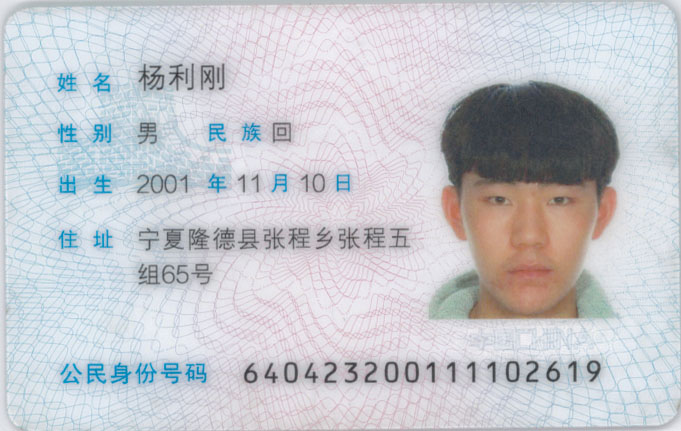 姓名 杨利刚
性别 男 民族 回
出生 2001 年 11 月 10 日
住址 宁夏隆德县张程乡张程五
组65号
公民身份号码 640423200111102619